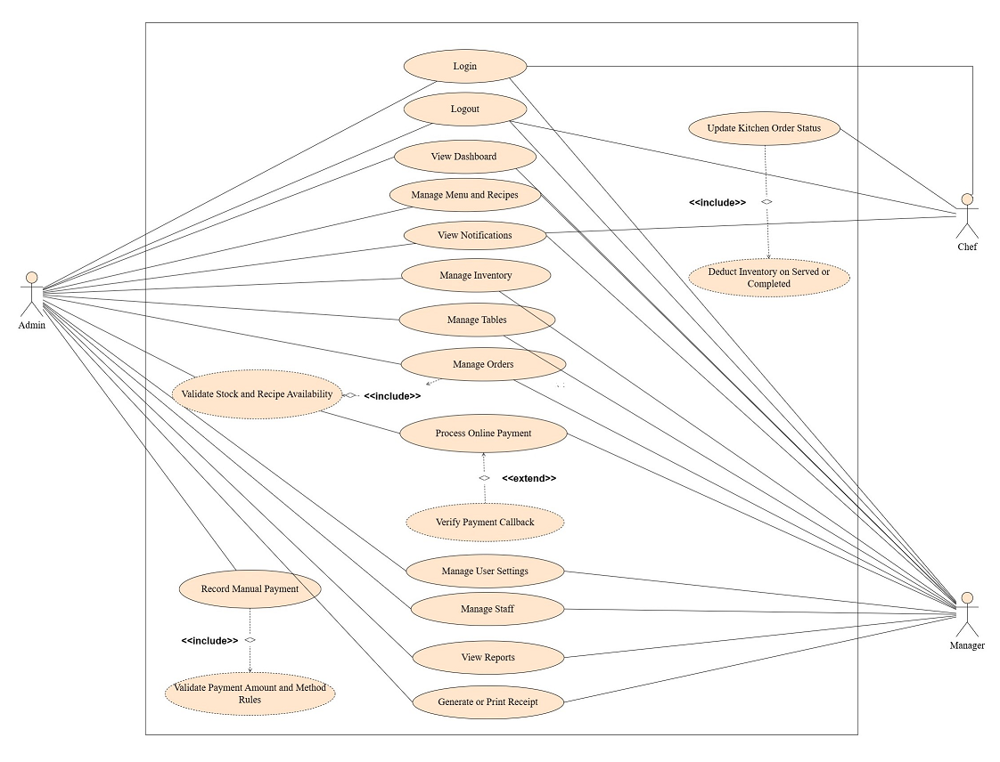 Login
Logout
Update Kitchen Order Status
View Dashboard
Manage Menu and Recipes
<<include>>
View Notifications
Chef
Manage Inventory
Deduct Inventory on Served or
Completed
Admin
Manage Tables
Manage Orders
Validate Stock and Recipe Availability
<<include>>
Process Online Payment
<<extend>>
Verify Payment Callback
Manage User Settings
Record Manual Payment
Manage Staff
<<include>>
Manager
View Reports
Validate Payment Amount and Method
Rules
Generate or Print Receipt